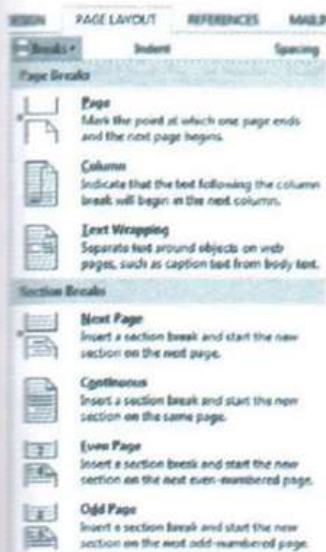 DESIGN PAGE LAYOUT REFERENCES MAILI
Breaks Indent Spacing
Page Breaks
Page
Mark the point at which one page ends
and the next page begins.
Column
Indicate that the text following the column
break will begin in the next column.
Text Wrapping
Separate text around objects on web
pages, such as caption text from body text.
Section Breaks
Next Page
Insert a section break and start the new
section on the next page.
Continuous
Insert a section break and start the new
section on the same page.
Even Page
Insert a section break and start the new
section on the next even-numbered page.
Odd Page
Insert a section break and start the new
section on the next odd-numbered page.